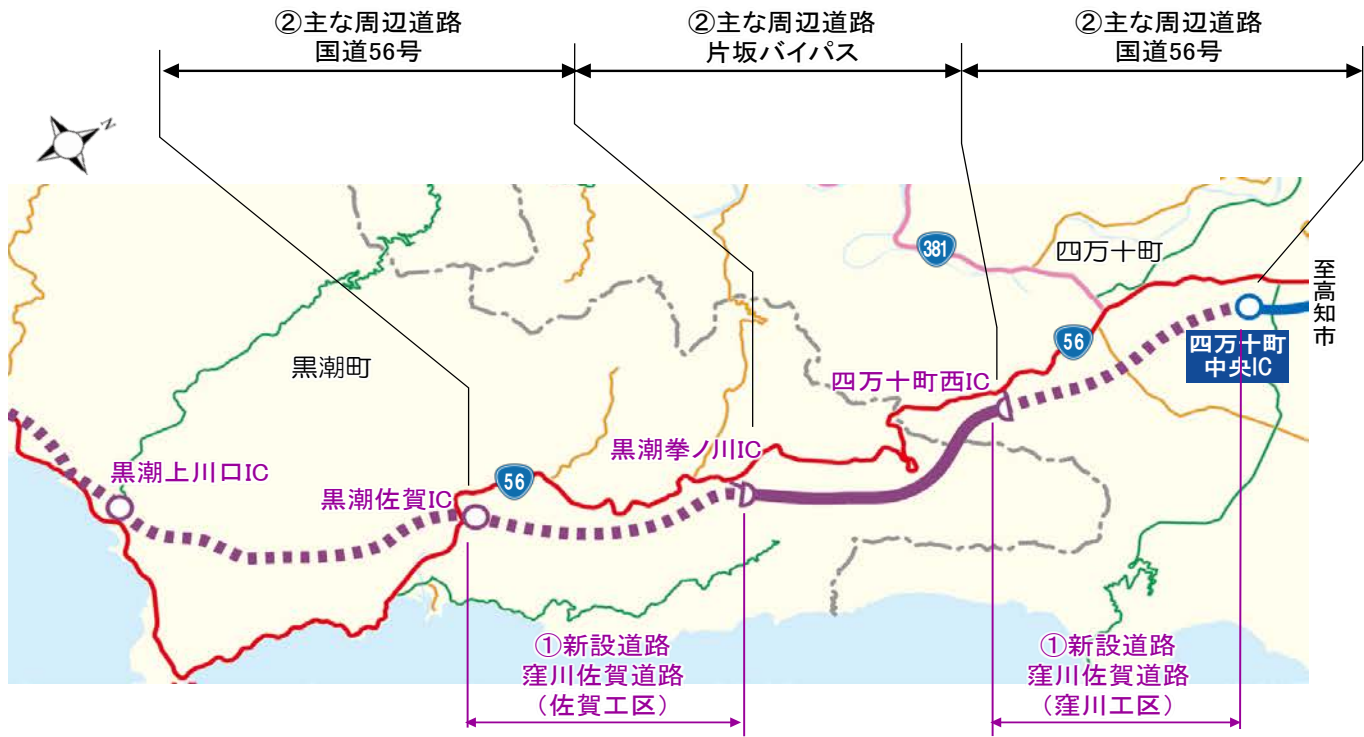 ②主な周辺道路
国道56号
②主な周辺道路
片坂バイパス
②主な周辺道路
国道56号
N
381
四万十町
至高知市
56
四万十町
中央IC
黒潮町
四万十町西IC
黒潮拳ノ川IC
黒潮上川口IC
黒潮佐賀IC
56
①新設道路
窪川佐賀道路
（佐賀工区）
①新設道路
窪川佐賀道路
（窪川工区）